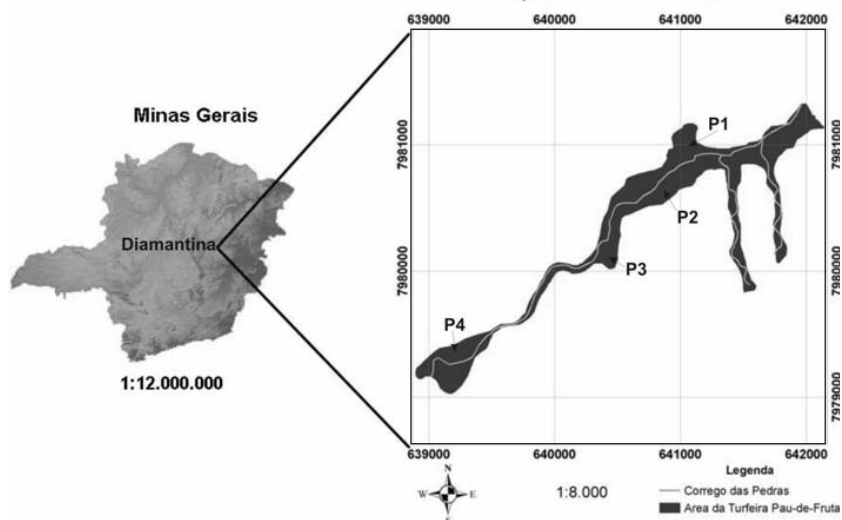 639000 640000 641000 642000
Minas Gerais
Diamantina
1:12.000.000
7981000 7981000
7980000 7980000
7979000 7979000
P1
P2
P3
P4
639000 640000 641000 642000
N
W E
1:8.000
Legenda
Corrego das Pedras
Area da Turfeira Pau-de-Fruta